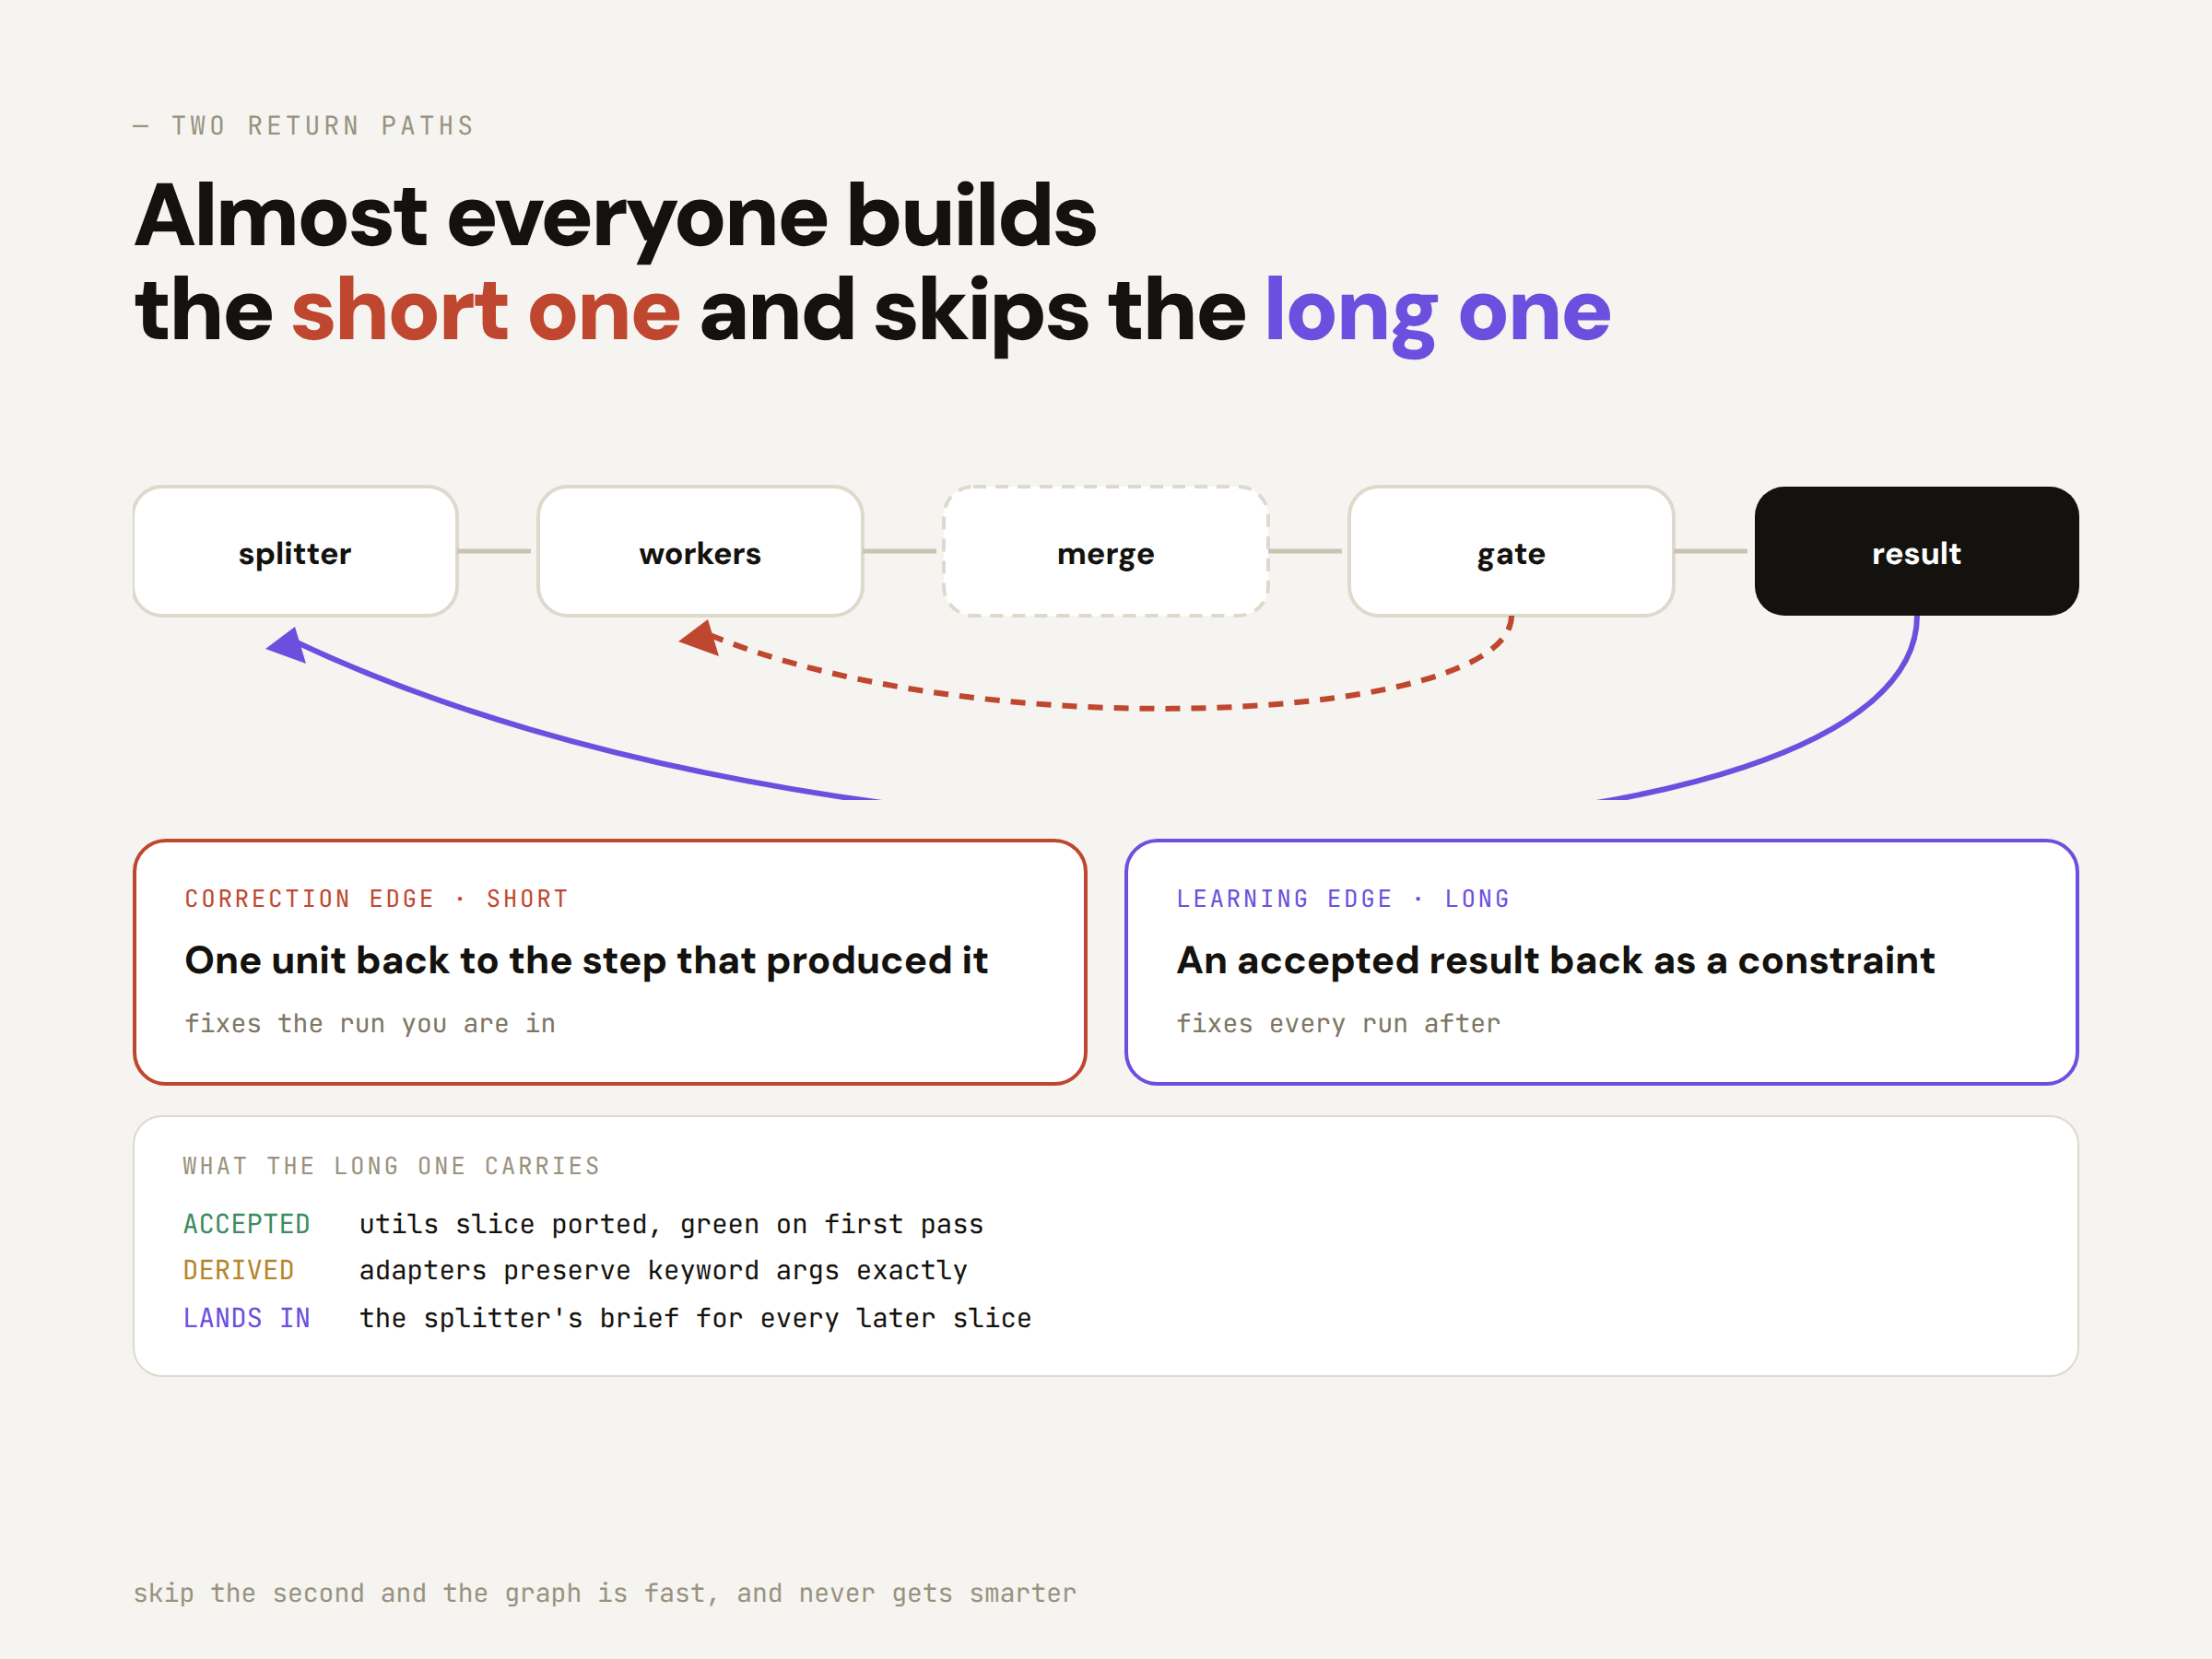 — TWO RETURN PATHS
Almost everyone builds
the short one and skips the long one
splitter
workers
merge
gate
result
CORRECTION EDGE · SHORT
One unit back to the step that produced it
fixes the run you are in
LEARNING EDGE · LONG
An accepted result back as a constraint
fixes every run after
WHAT THE LONG ONE CARRIES
ACCEPTED utils slice ported, green on first pass
DERIVED adapters preserve keyword args exactly
LANDS IN the splitter's brief for every later slice
skip the second and the graph is fast, and never gets smarter